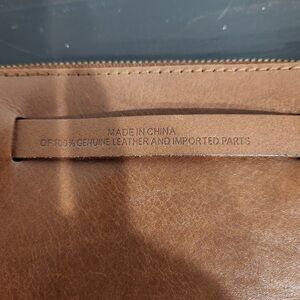 MADE IN CHINA
OF 100% GENUINE LEATHER AND IMPORTED PARTS